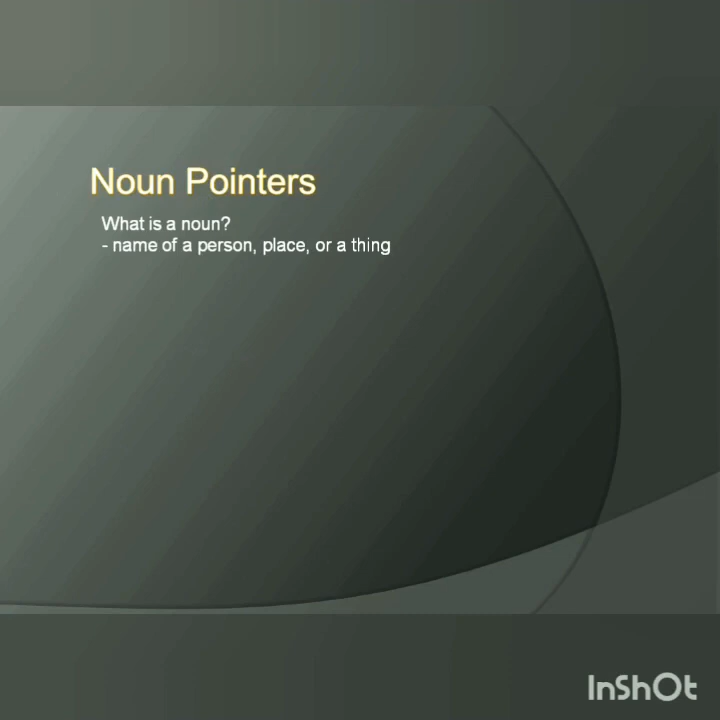 Noun Pointers
What is a noun?
- name of a person, place, or a thing
InShOt